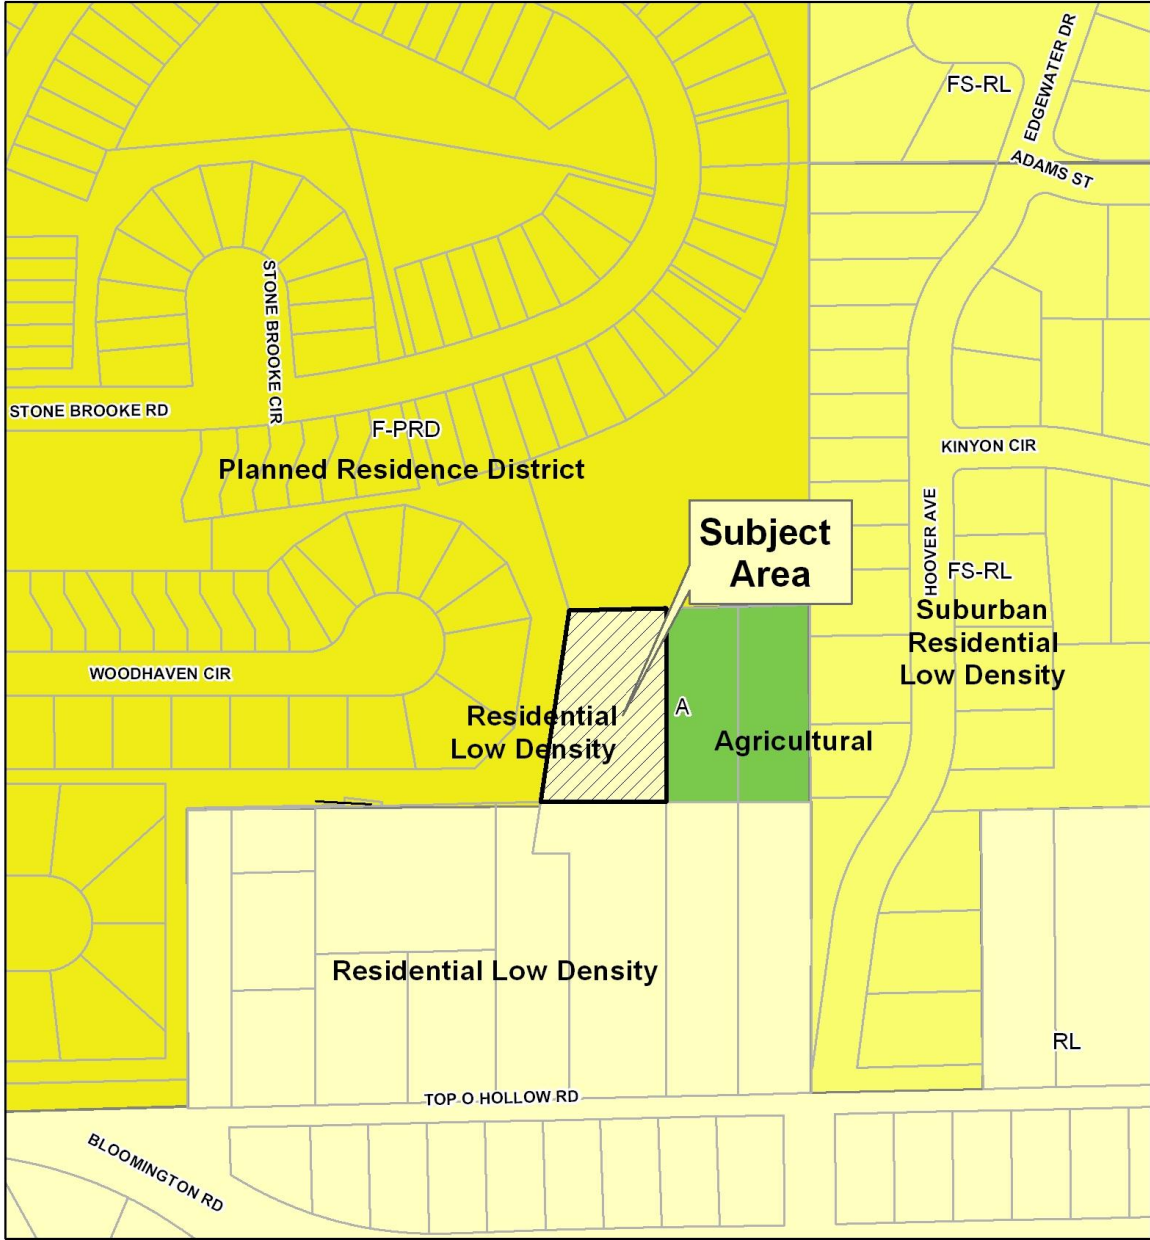 FS-RL
EDGEWATER DR
ADAMS ST
STONE BROOKE CIR
STONE BROOKE RD
F-PRD
Planned Residence District
KINYON CIR
HOOVER AVE
Subject
Area
FS-RL
Suburban
Residential
Low Density
WOODHAVEN CIR
Residential
Low Density
A
Agricultural
Residential Low Density
RL
TOP O HOLLOW RD
BLOOMINGTON RD